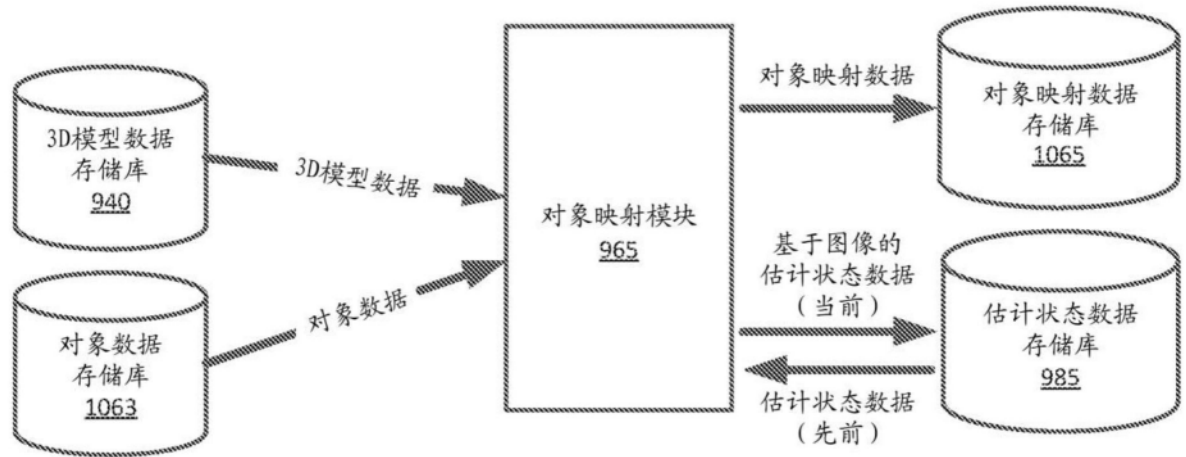 3D模型数据
存储库
940
对象数据
存储库
1063
3D模型数据
对象数据
对象映射模块
965
对象映射数据
基于图像的
估计状态数据
（当前）
估计状态数据
（先前）
对象映射数据
存储库
1065
估计状态数据
存储库
985